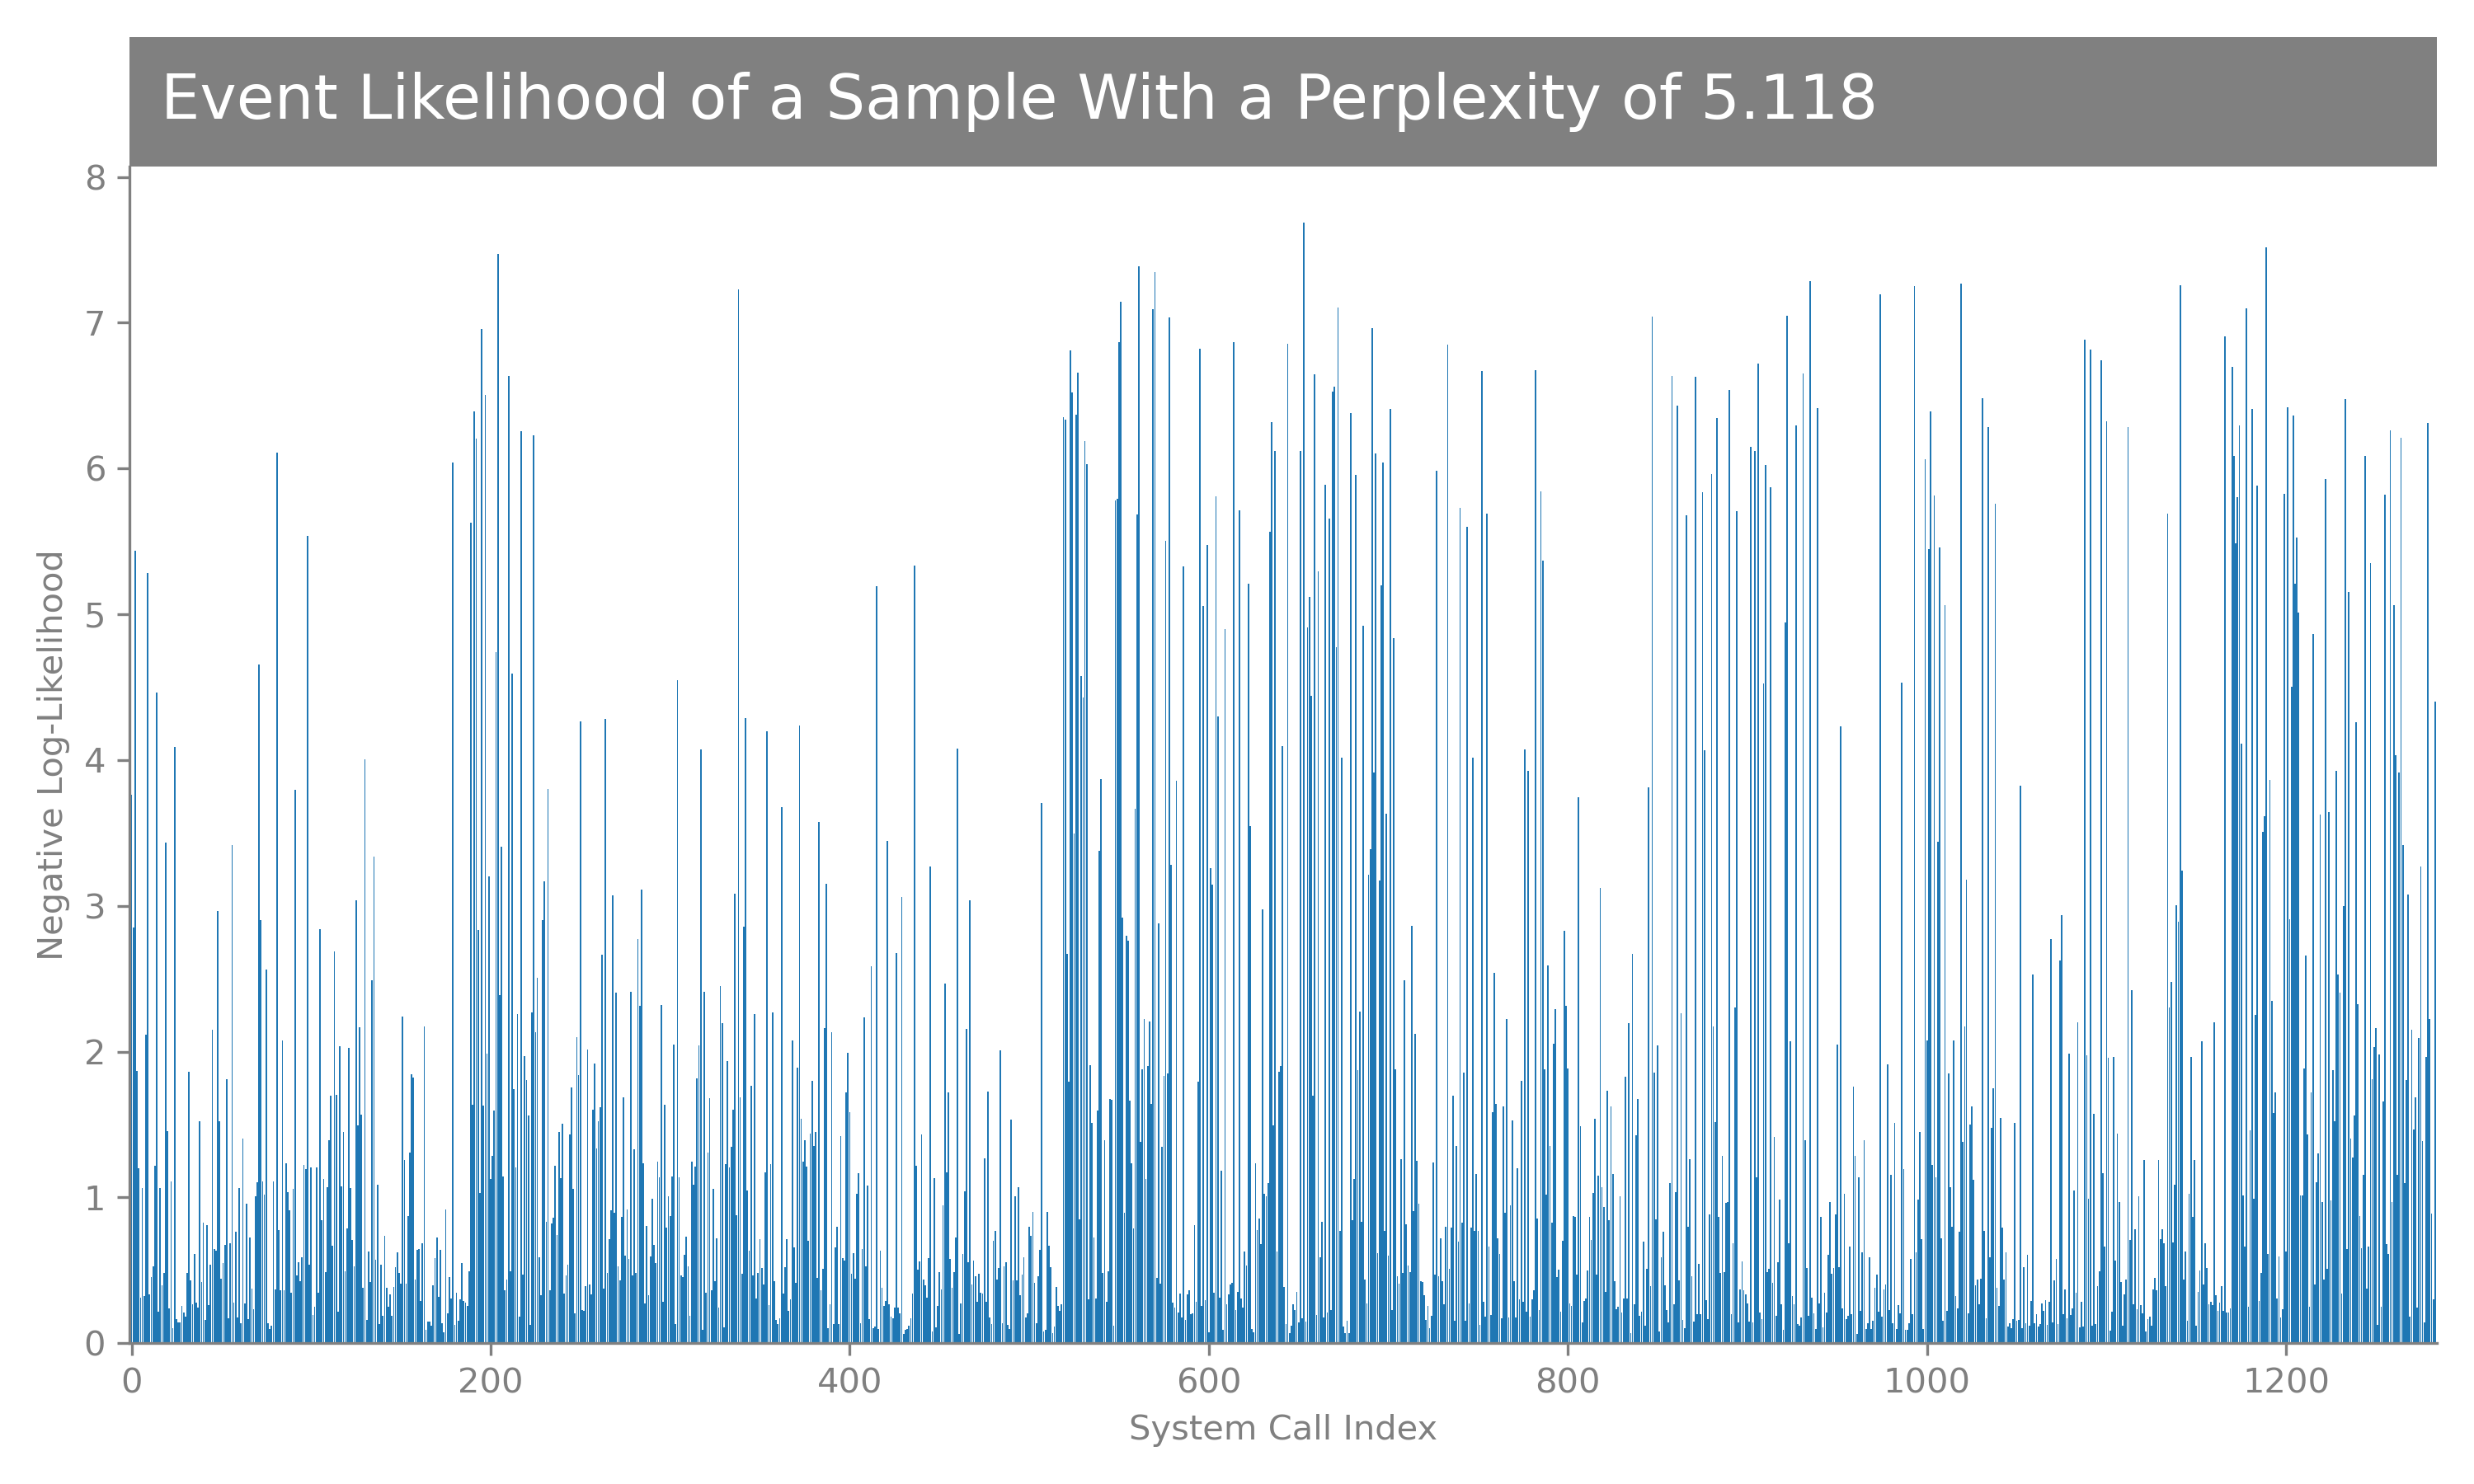 Event Likelihood of a Sample With a Perplexity of 5.118
8
7
6
5
4
3
2
1
0
Negative Log-Likelihood
0 200 400 600 800 1000 1200
System Call Index